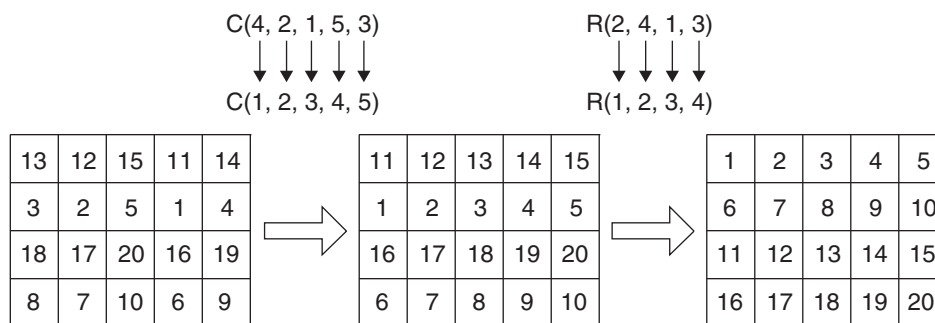 C(4, 2, 1, 5, 3) R(2, 4, 1, 3)
C(1, 2, 3, 4, 5) R(1, 2, 3, 4)
13 12 15 11 14 11 12 13 14 15 1 2 3 4 5
3 2 5 1 4 1 2 3 4 5 6 7 8 9 10
18 17 20 16 19 16 17 18 19 20 11 12 13 14 15
8 7 10 6 9 6 7 8 9 10 16 17 18 19 20